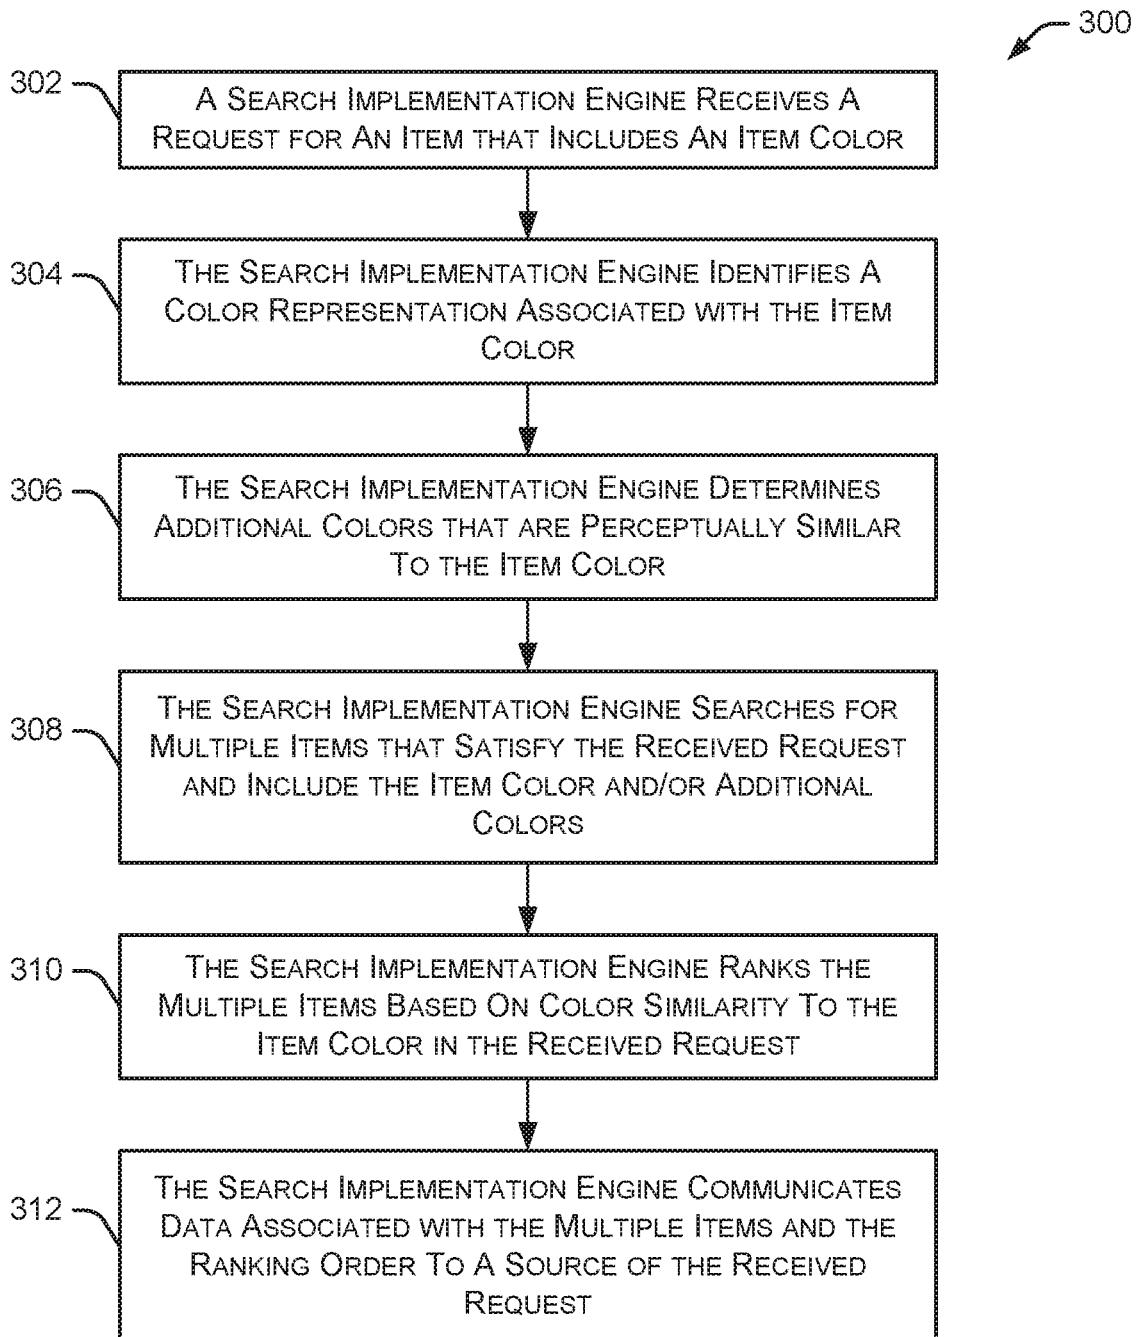 300
302
A SEARCH IMPLEMENTATION ENGINE RECEIVES A
REQUEST FOR AN ITEM THAT INCLUDES AN ITEM COLOR
304
THE SEARCH IMPLEMENTATION ENGINE IDENTIFIES A
COLOR REPRESENTATION ASSOCIATED WITH THE ITEM
COLOR
306
THE SEARCH IMPLEMENTATION ENGINE DETERMINES
ADDITIONAL COLORS THAT ARE PERCEPTUALLY SIMILAR
TO THE ITEM COLOR
308
THE SEARCH IMPLEMENTATION ENGINE SEARCHES FOR
MULTIPLE ITEMS THAT SATISFY THE RECEIVED REQUEST
AND INCLUDE THE ITEM COLOR AND/OR ADDITIONAL
COLORS
310
THE SEARCH IMPLEMENTATION ENGINE RANKS THE
MULTIPLE ITEMS BASED ON COLOR SIMILARITY TO THE
ITEM COLOR IN THE RECEIVED REQUEST
312
THE SEARCH IMPLEMENTATION ENGINE COMMUNICATES
DATA ASSOCIATED WITH THE MULTIPLE ITEMS AND THE
RANKING ORDER TO A SOURCE OF THE RECEIVED
REQUEST